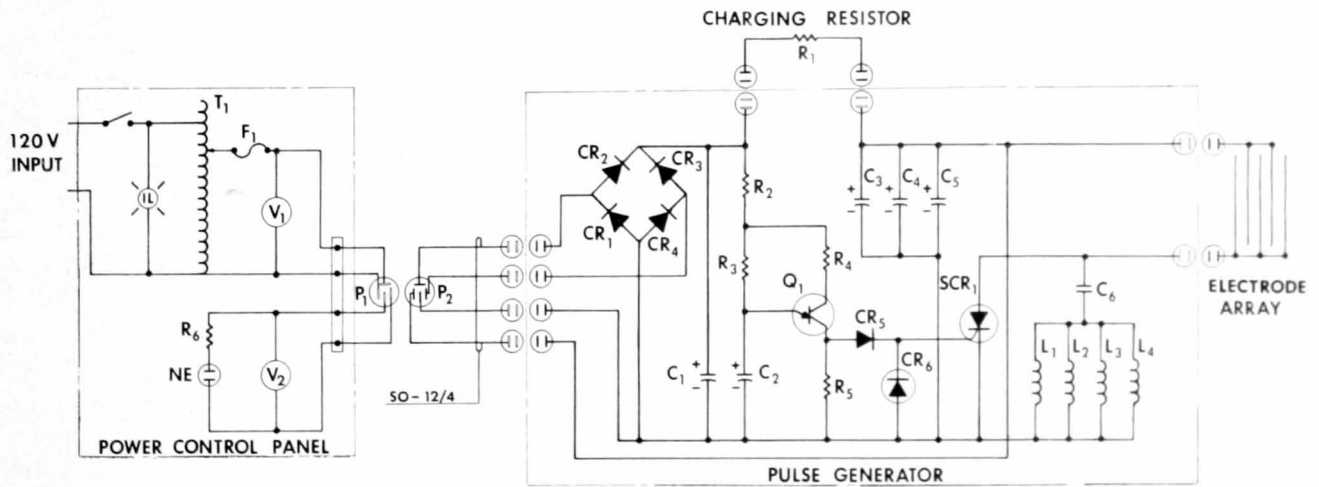 CHARGING RESISTOR
R1
T1
F1
120 V
INPUT
IL
V1
P1
P2
R6
NE
V2
SO-12/4
POWER CONTROL PANEL
CR2
CR3
CR1
CR4
R2
R3
R4
Q1
CR5
CR6
R5
C1
+
-
C2
+
-
C3
+
-
C4
+
-
C5
+
-
SCR1
C6
L1
L2
L3
L4
ELECTRODE
ARRAY
PULSE GENERATOR